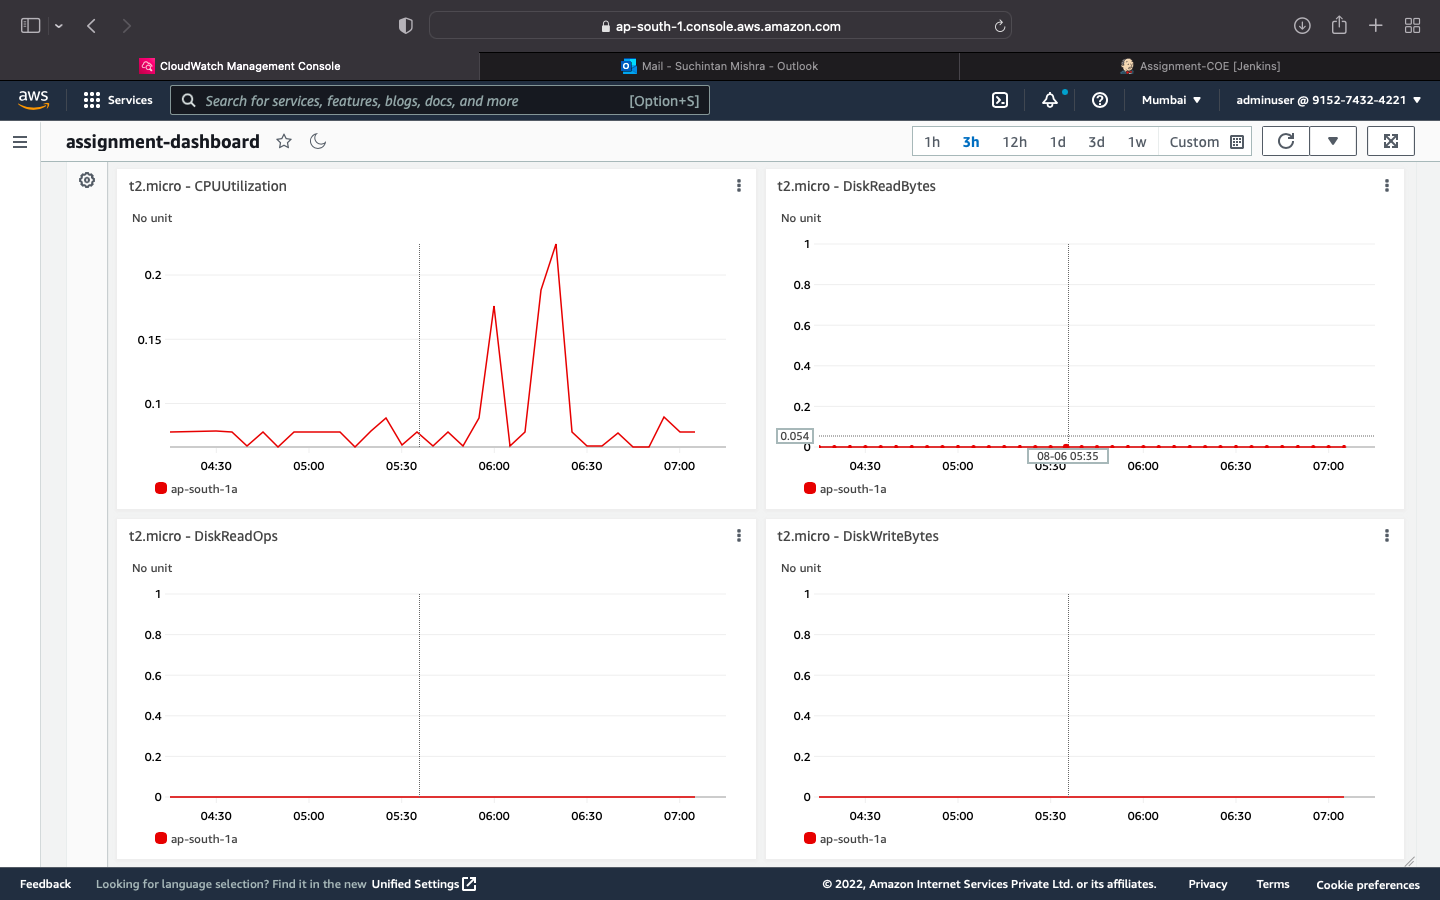 ap-south-1.console.aws.amazon.com
CloudWatch Management Console
Mail - Suchintan Mishra - Outlook
Assignment-COE [Jenkins]
aws
Services
Search for services, features, blogs, docs, and more
[Option+S]
Mumbai
adminuser @ 9152-7432-4221
assignment-dashboard
1h 3h 12h 1d 3d 1w Custom
t2.micro - CPUUtilization
No unit
0.2
0.15
0.1
04:30 05:00 05:30 06:00 06:30 07:00
ap-south-1a
t2.micro - DiskReadBytes
No unit
1
0.8
0.6
0.4
0.2
0.054
0
08-06 05:35
04:30 05:00 05:30 06:00 06:30 07:00
ap-south-1a
t2.micro - DiskReadOps
No unit
1
0.8
0.6
0.4
0.2
0
04:30 05:00 05:30 06:00 06:30 07:00
ap-south-1a
t2.micro - DiskWriteBytes
No unit
1
0.8
0.6
0.4
0.2
0
04:30 05:00 05:30 06:00 06:30 07:00
ap-south-1a
Feedback
Looking for language selection? Find it in the new Unified Settings
© 2022, Amazon Internet Services Private Ltd. or its affiliates.
Privacy
Terms
Cookie preferences